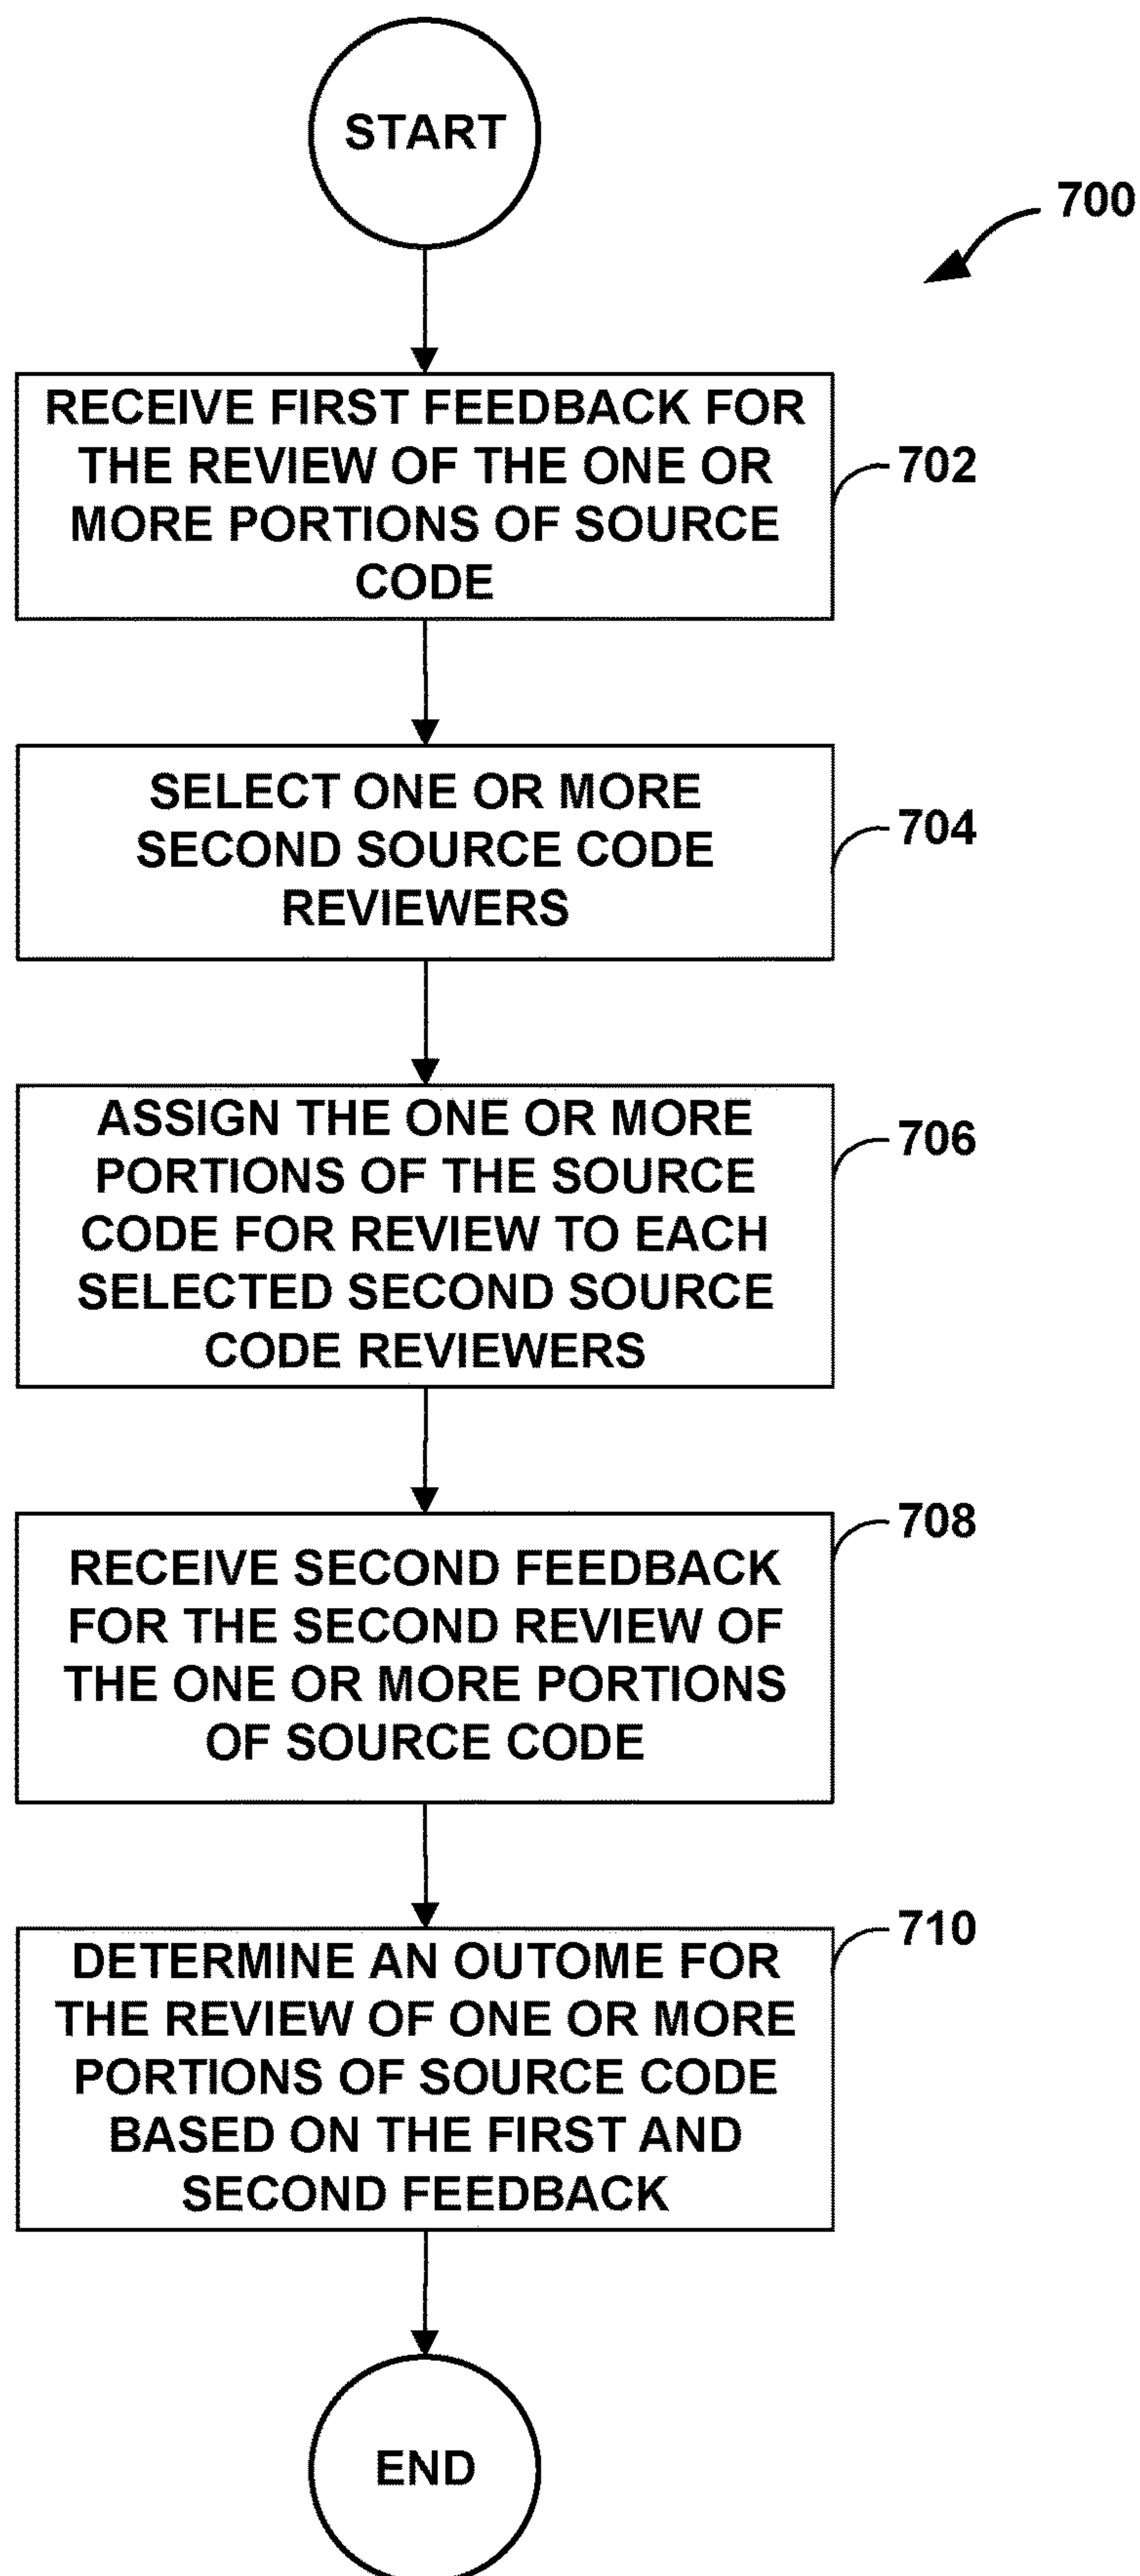 START
700
RECEIVE FIRST FEEDBACK FOR
THE REVIEW OF THE ONE OR
MORE PORTIONS OF SOURCE
CODE
702
SELECT ONE OR MORE
SECOND SOURCE CODE
REVIEWERS
704
ASSIGN THE ONE OR MORE
PORTIONS OF THE SOURCE
CODE FOR REVIEW TO EACH
SELECTED SECOND SOURCE
CODE REVIEWERS
706
RECEIVE SECOND FEEDBACK
FOR THE SECOND REVIEW OF
THE ONE OR MORE PORTIONS
OF SOURCE CODE
708
DETERMINE AN OUTOME FOR
THE REVIEW OF ONE OR MORE
PORTIONS OF SOURCE CODE
BASED ON THE FIRST AND
SECOND FEEDBACK
710
END